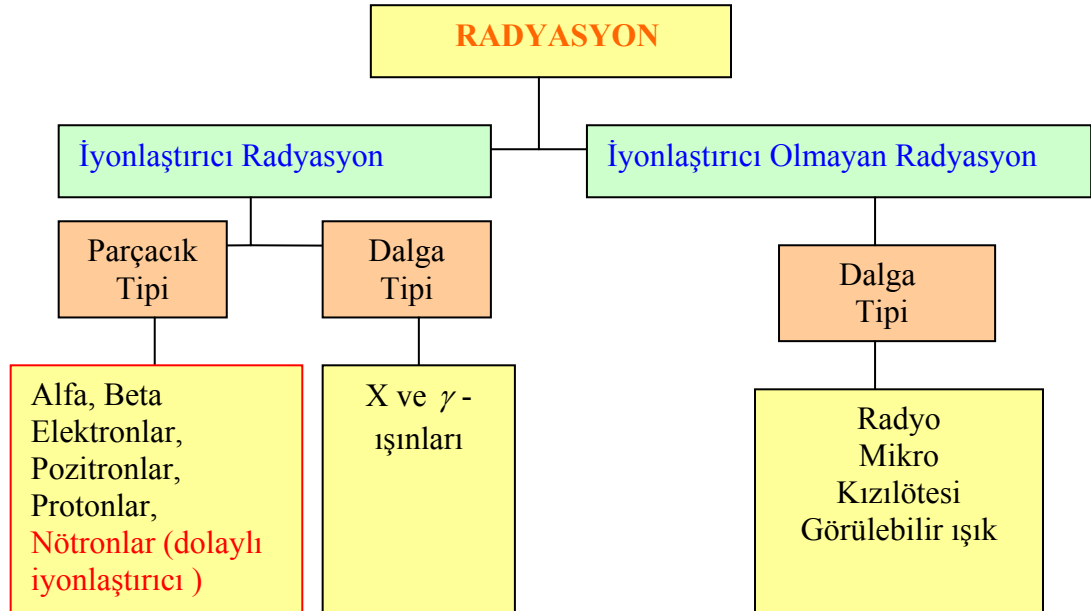 RADYASYON
İyonlaştırıcı Radyasyon
İyonlaştırıcı Olmayan Radyasyon
Parçacık
Tipi
Dalga
Tipi
Dalga
Tipi
Alfa, Beta
Elektronlar,
Pozitronlar,
Protonlar,
Nötronlar (dolaylı
iyonlaştırıcı )
X ve γ -
ışınları
Radyo
Mikro
Kızılötesi
Görülebilir ışık